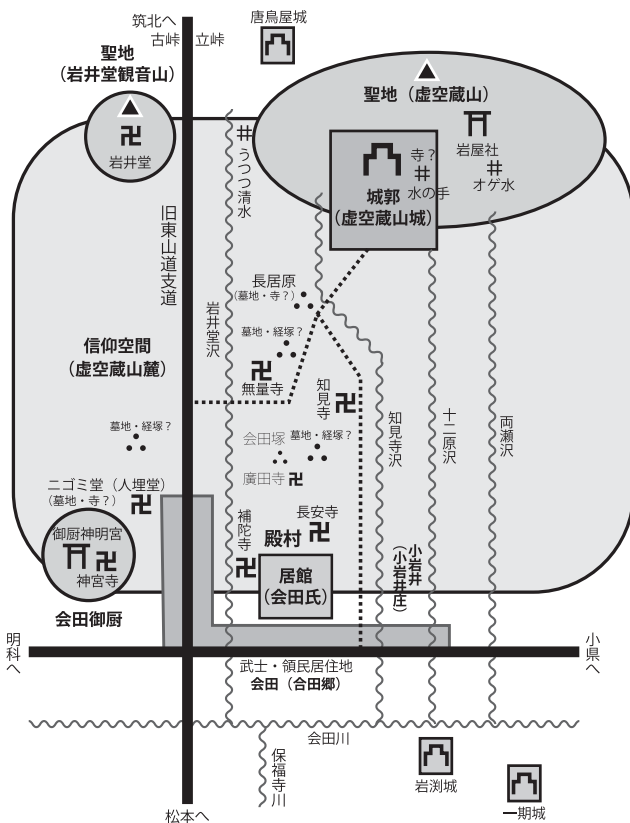 唐鳥屋城
筑北へ
古峠
立峠
聖地
（岩井堂観音山）
岩井堂
聖地（虚空蔵山）
岩屋社
オゲ水
寺？
水の手
城郭
（虚空蔵山城）
うつつ清水
旧東山道支道
岩井堂沢
長居原
（墓地・寺？）
墓地・経塚？
無量寺
知見寺
信仰空間
（虚空蔵山麓）
墓地・経塚？
会田塚
墓地・経塚？
廣田寺
知見寺沢
十二原沢
両瀬沢
ニゴミ堂（人埋堂）
（墓地・寺？）
御厨神明宮
神宮寺
会田御厨
補陀寺
長安寺
殿村
居館
（会田氏）
小岩井
（小岩井庄）
明科へ
小県へ
武士・領民居住地
会田（合田郷）
会田川
保福寺川
岩渕城
一期城
松本へ